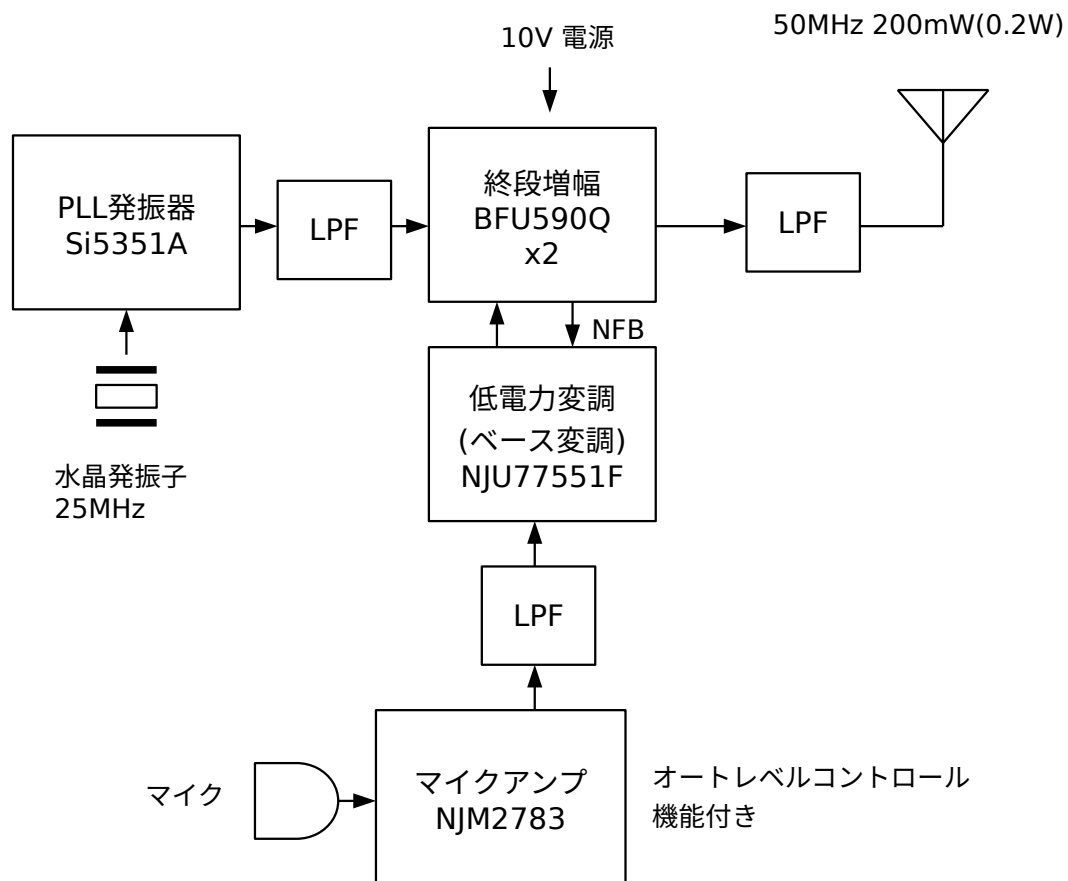 10V 電源
50MHz 200mW(0.2W)
PLL発振器
Si5351A
LPF
終段増幅
BFU590Q
x2
LPF
NFB
水晶発振子
25MHz
低電力変調
(ベース変調)
NJU77551F
LPF
マイク
マイクアンプ
NJM2783
オートレベルコントロール
機能付き